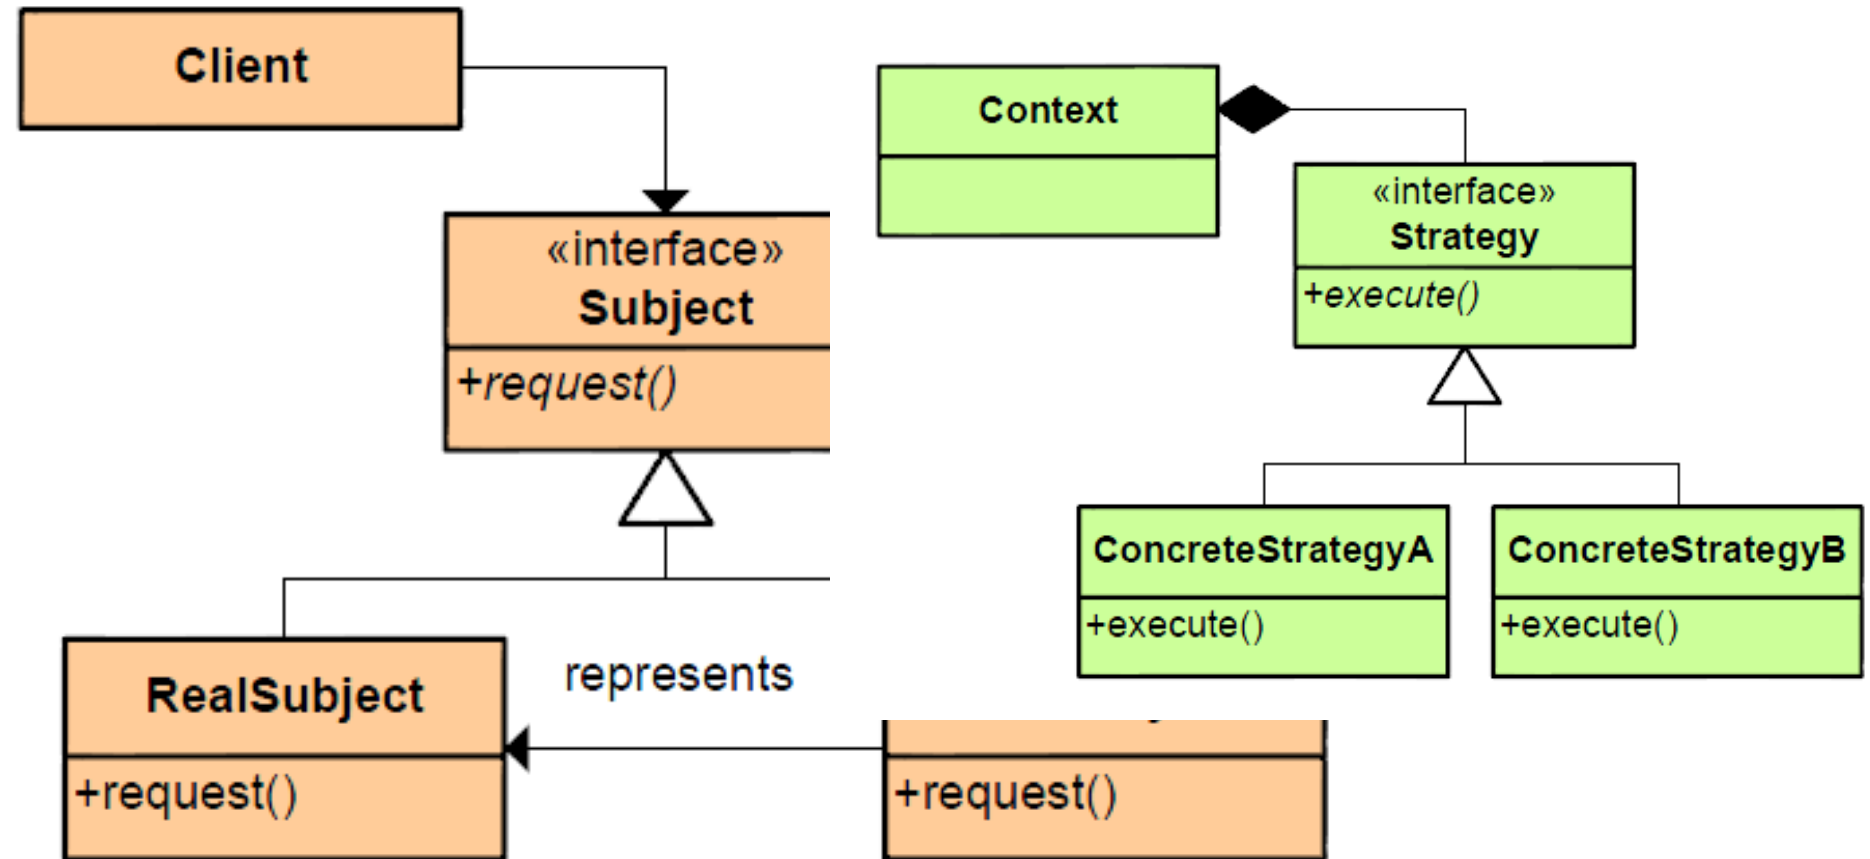 Client
«interface»
Subject
+request()
RealSubject
+request()
represents
+request()
Context
«interface»
Strategy
+execute()
ConcreteStrategyA
+execute()
ConcreteStrategyB
+execute()